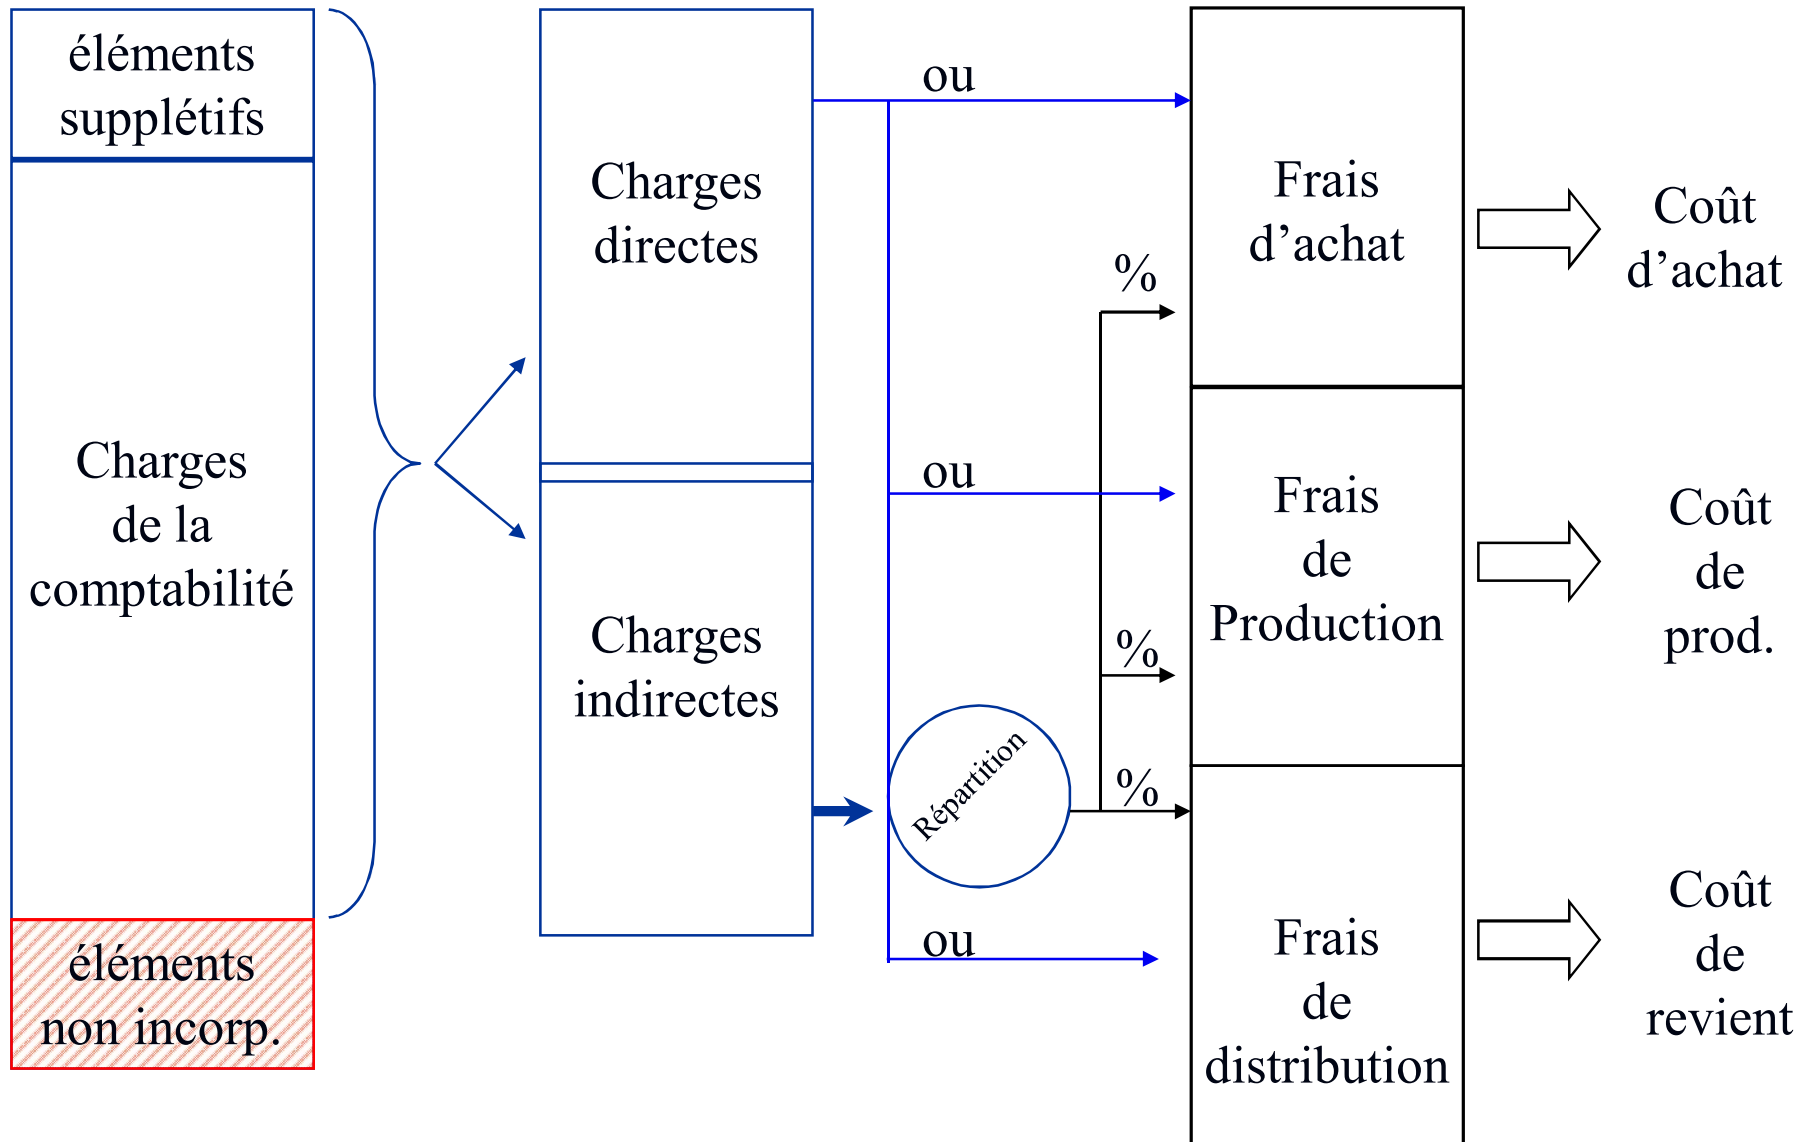 éléments
supplétifs
Charges
de la
comptabilité
éléments
non incorp.
Charges
directes
Charges
indirectes
ou
ou
ou
Répartition
%
%
%
Frais
d’achat
Frais
de
Production
Frais
de
distribution
Coût
d’achat
Coût
de
prod.
Coût
de
revient